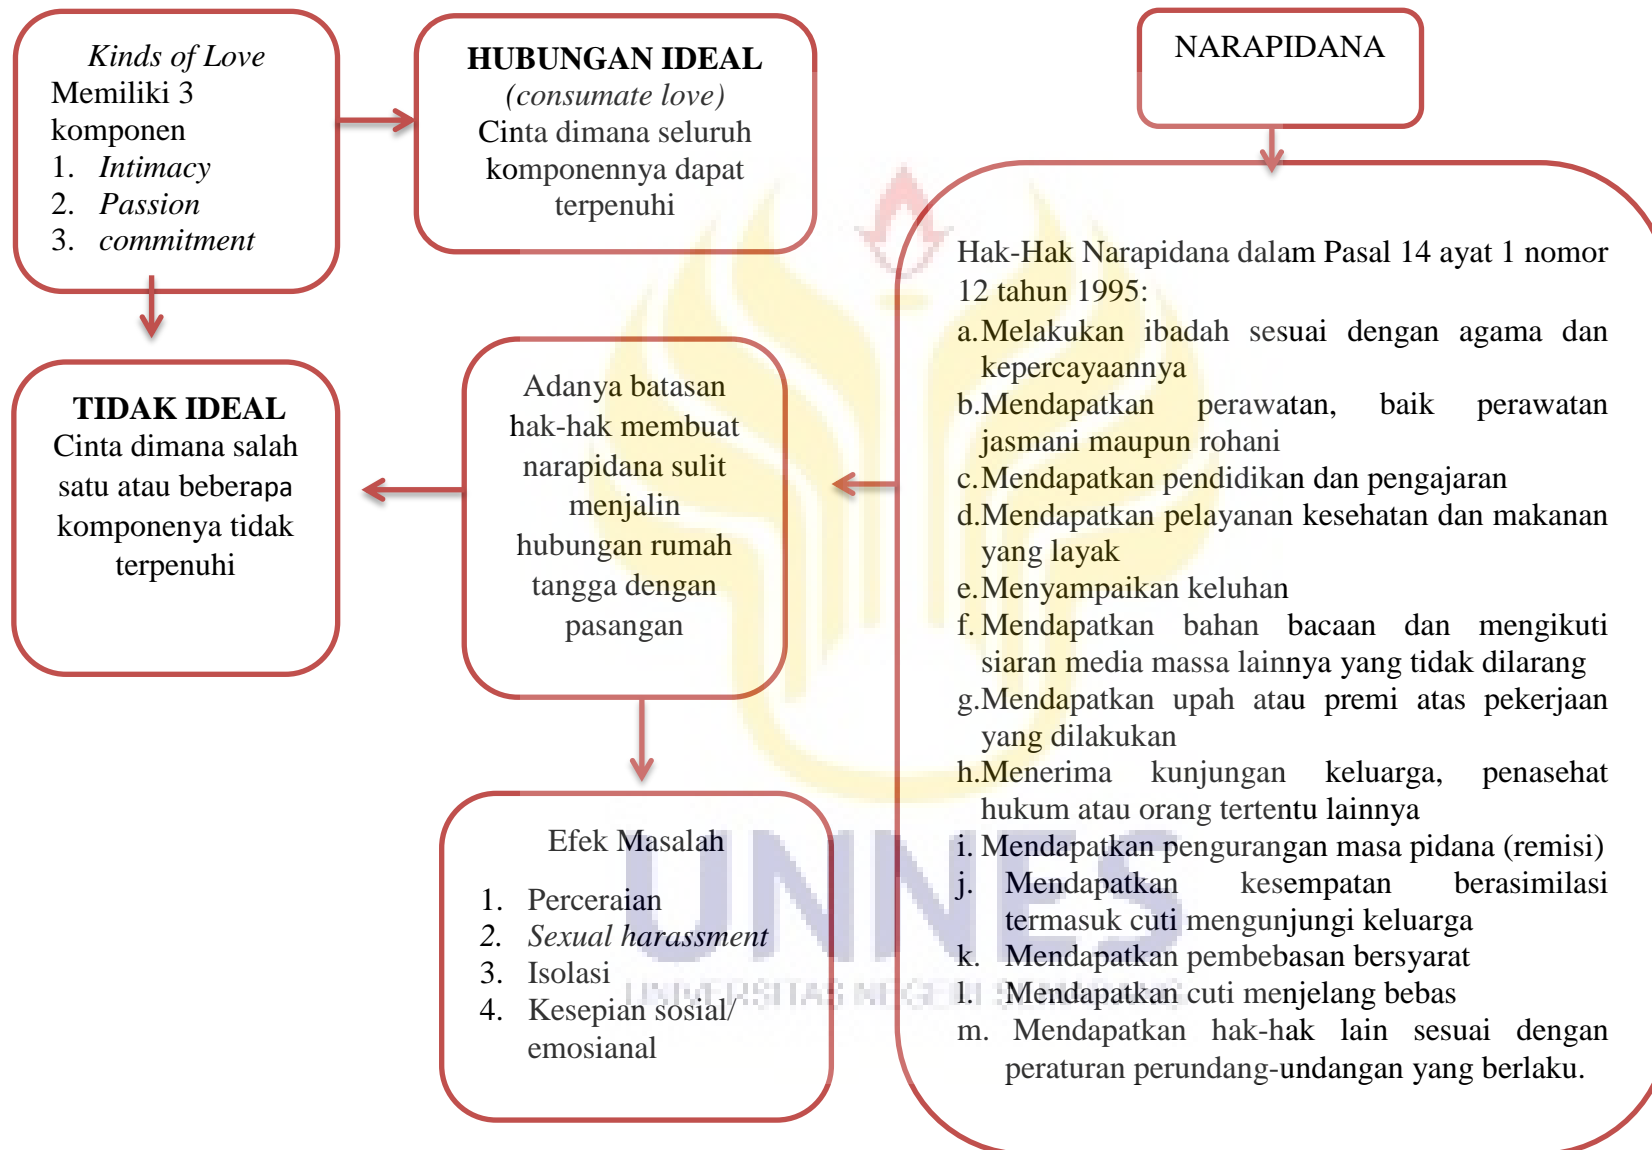 Kinds of Love
Memiliki 3
komponen
1. Intimacy
2. Passion
3. commitment
HUBUNGAN IDEAL
(consumate love)
Cinta dimana seluruh
komponennya dapat
terpenuhi
NARAPIDANA
TIDAK IDEAL
Cinta dimana salah
satu atau beberapa
komponenya tidak
terpenuhi
Adanya batasan
hak-hak membuat
narapidana sulit
menjalin
hubungan rumah
tangga dengan
pasangan
Efek Masalah
1. Perceraian
2. Sexual harassment
3. Isolasi
4. Kesepian sosial/
emosianal
Hak-Hak Narapidana dalam Pasal 14 ayat 1 nomor
12 tahun 1995:
a.Melakukan ibadah sesuai dengan agama dan
kepercayaannya
b.Mendapatkan perawatan, baik perawatan
jasmani maupun rohani
c.Mendapatkan pendidikan dan pengajaran
d.Mendapatkan pelayanan kesehatan dan makanan
yang layak
e.Menyampaikan keluhan
f. Mendapatkan bahan bacaan dan mengikuti
siaran media massa lainnya yang tidak dilarang
g.Mendapatkan upah atau premi atas pekerjaan
yang dilakukan
h.Menerima kunjungan keluarga, penasehat
hukum atau orang tertentu lainnya
i. Mendapatkan pengurangan masa pidana (remisi)
j. Mendapatkan kesempatan berasimilasi
termasuk cuti mengunjungi keluarga
k. Mendapatkan pembebasan bersyarat
l. Mendapatkan cuti menjelang bebas
m. Mendapatkan hak-hak lain sesuai dengan
peraturan perundang-undangan yang berlaku.
UNNES
UNIVERSITAS NEGERI SEMARANG